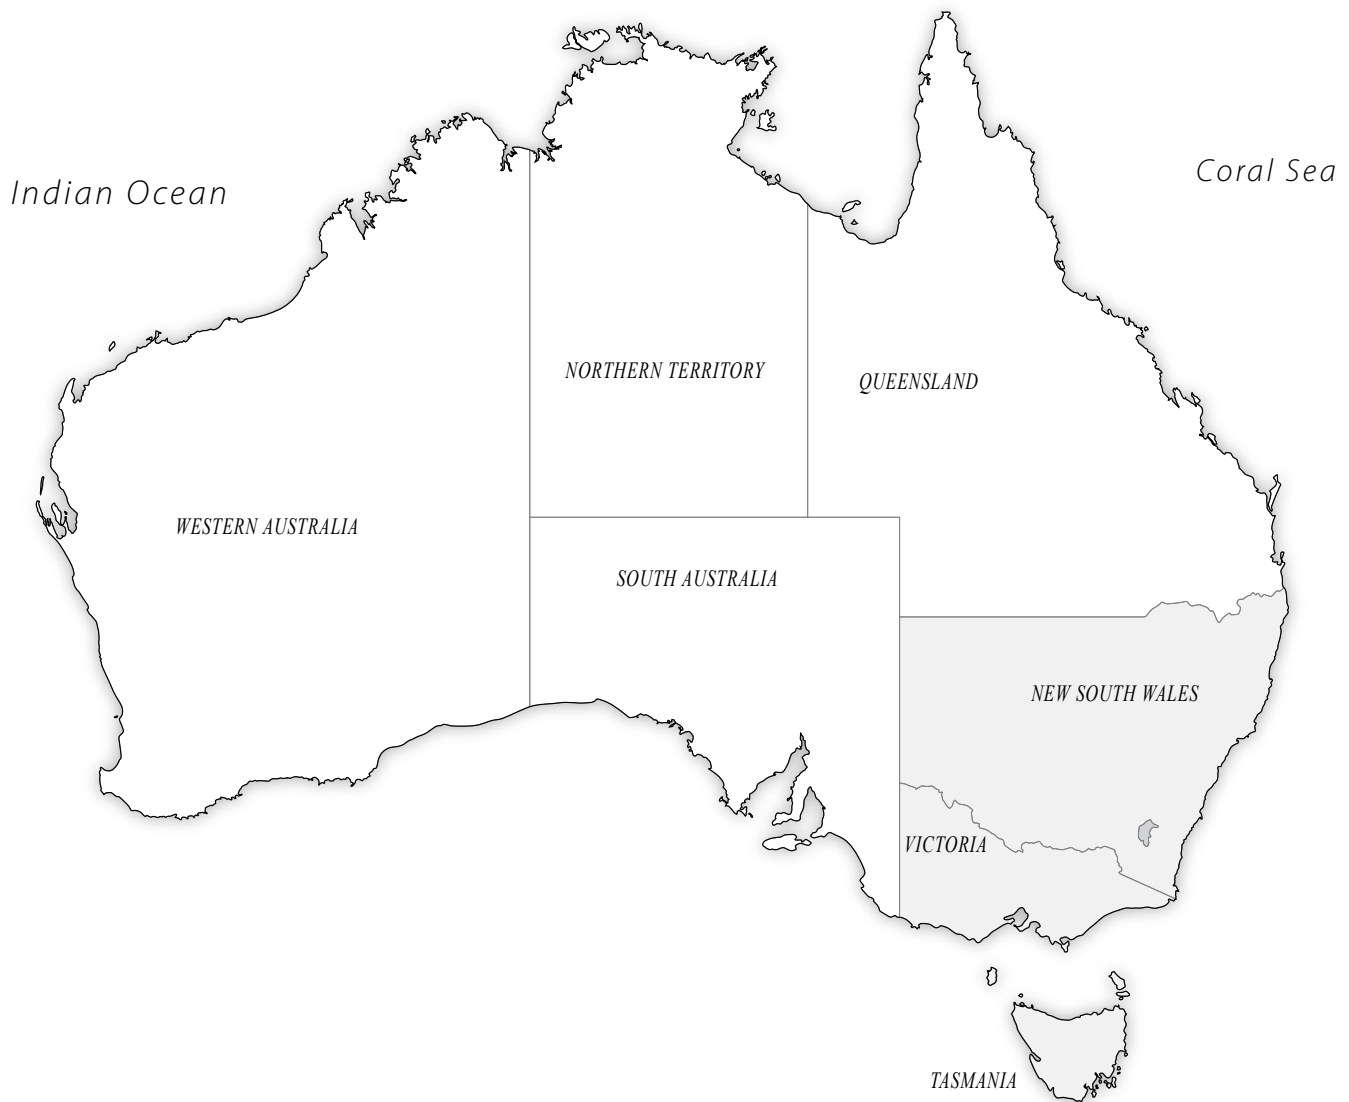 Coral Sea
Indian Ocean
NORTHERN TERRITORY
QUEENSLAND
WESTERN AUSTRALIA
SOUTH AUSTRALIA
NEW SOUTH WALES
VICTORIA
TASMANIA